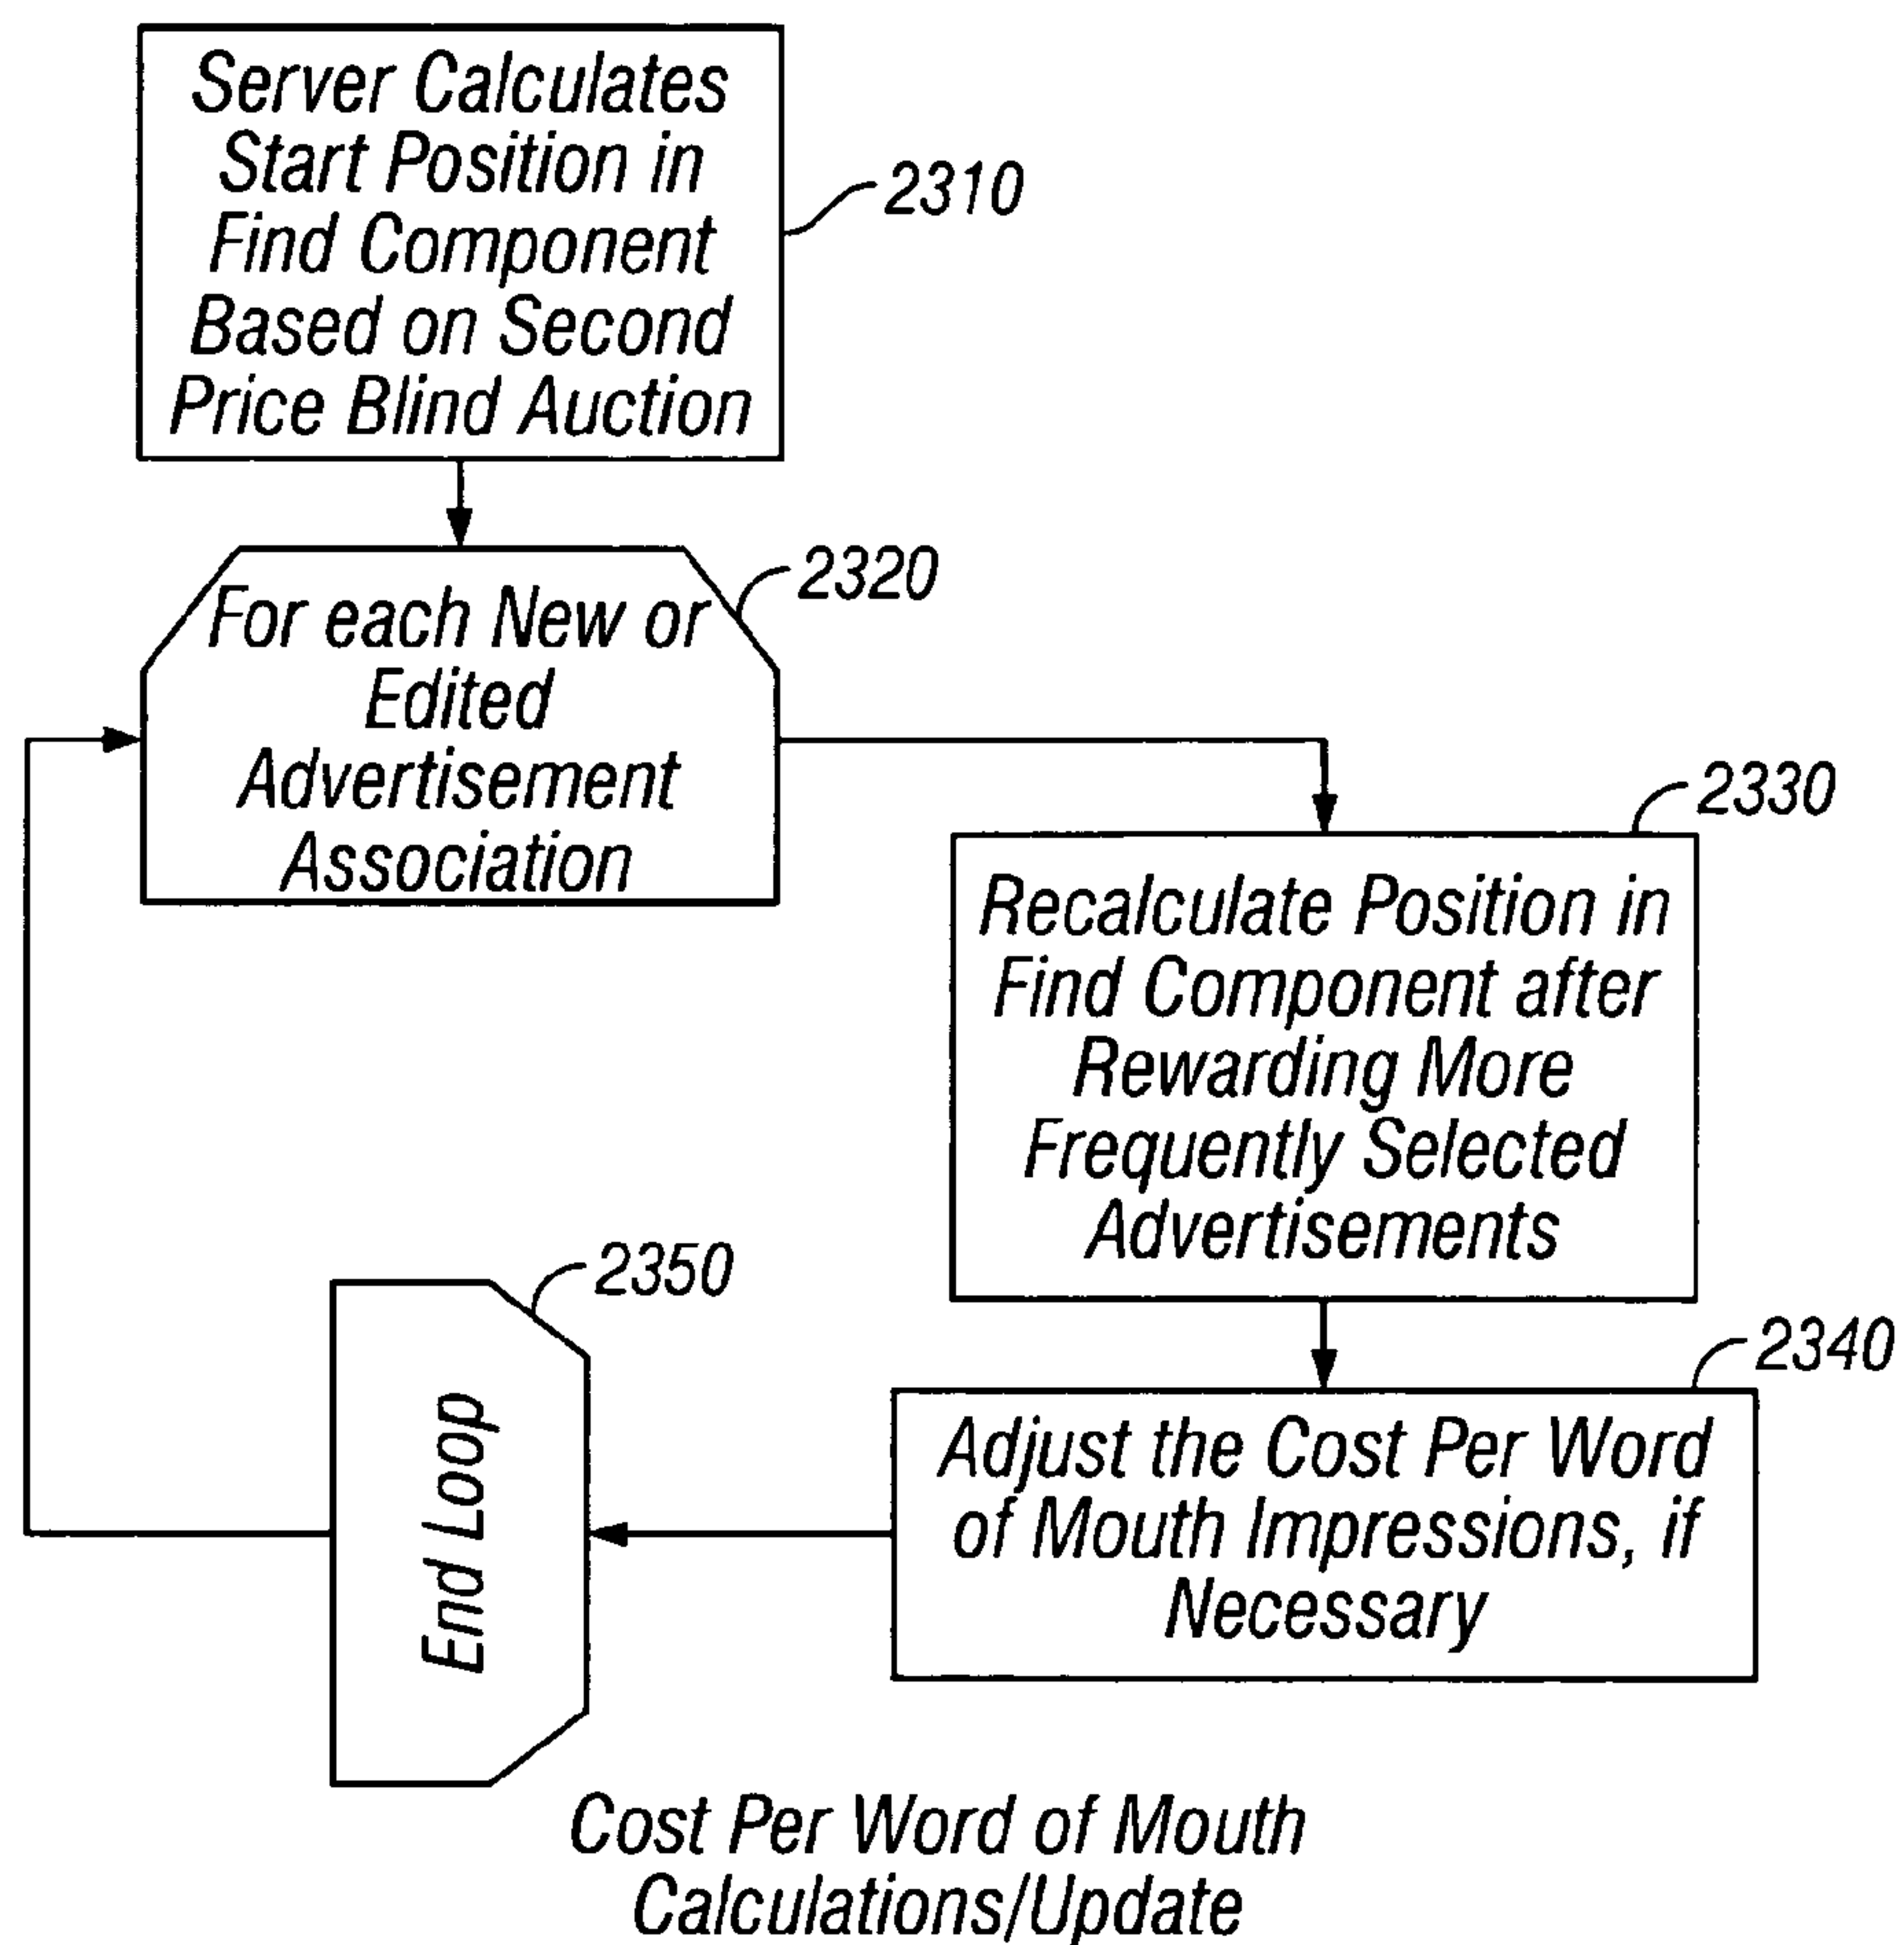 Server Calculates
Start Position in
Find Component
Based on Second
Price Blind Auction
2310
For each New or
Edited
Advertisement
Association
2320
Recalculate Position in
Find Component after
Rewarding More
Frequently Selected
Advertisements
2330
Adjust the Cost Per Word
of Mouth Impressions, if
Necessary
2340
End Loop
2350
Cost Per Word of Mouth
Calculations/Update